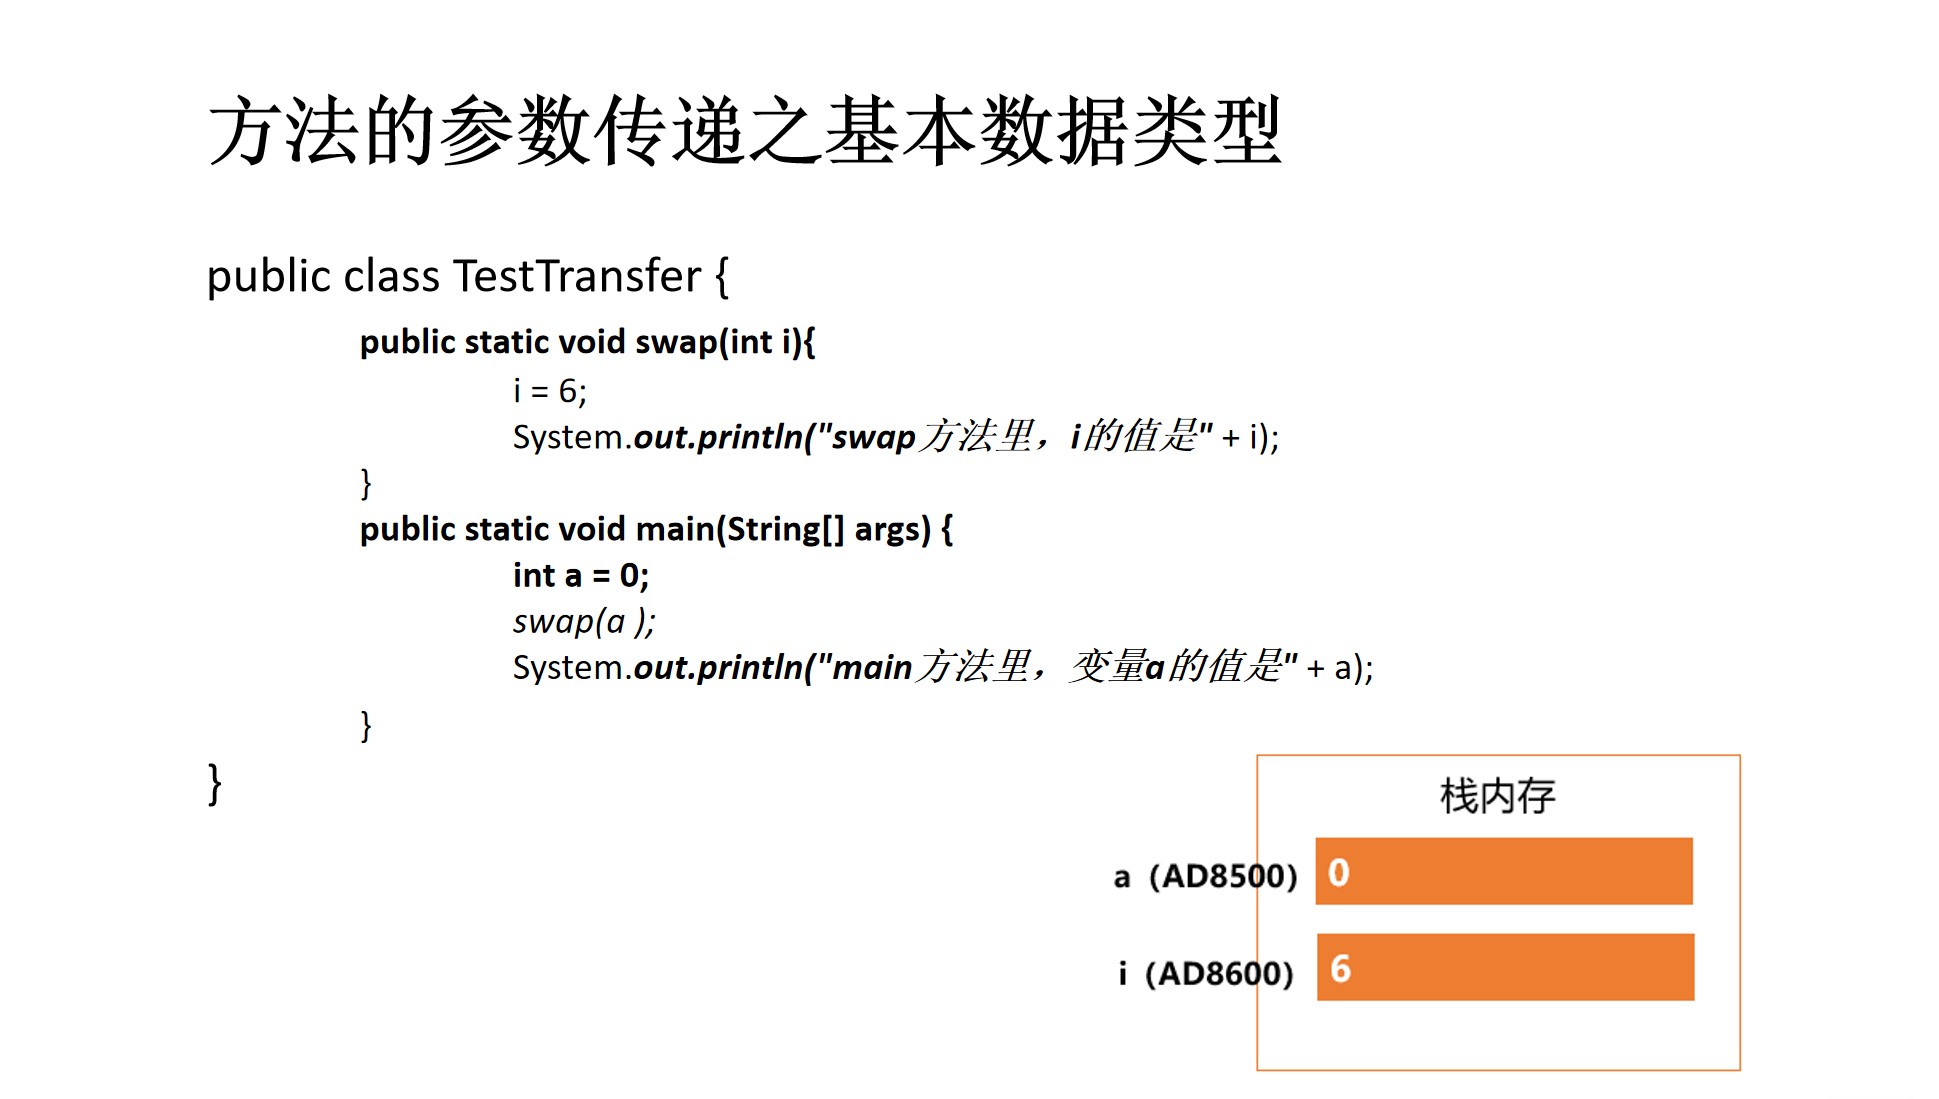 方法的参数传递之基本数据类型
public class TestTransfer {
public static void swap(int i){
i = 6;
System.out.println("swap方法里，i的值是" + i);
}
public static void main(String[] args) {
int a = 0;
swap(a );
System.out.println("main方法里，变量a的值是" + a);
}
}
栈内存
a（AD8500） 0
i（AD8600） 6